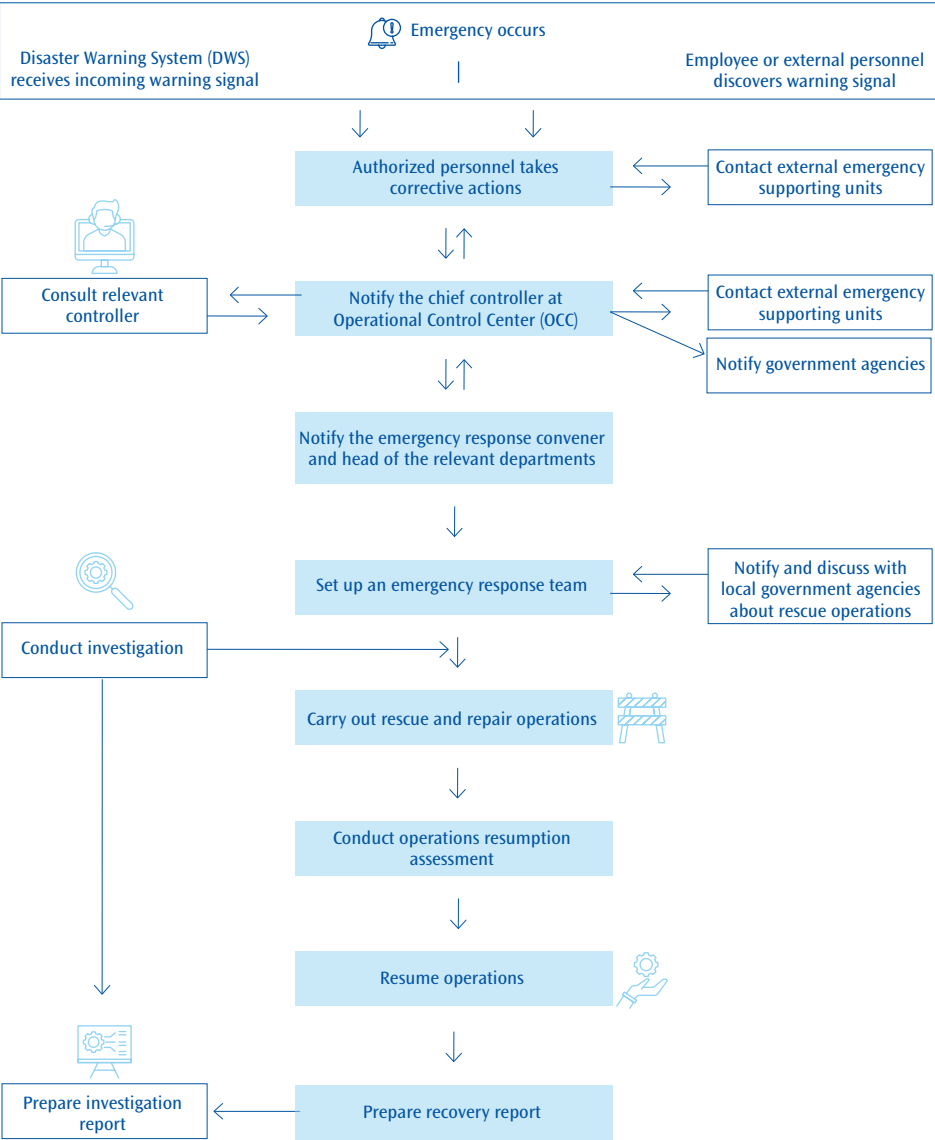 Emergency occurs
Disaster Warning System (DWS)
receives incoming warning signal
Employee or external personnel
discovers warning signal
Authorized personnel takes
corrective actions
Contact external emergency
supporting units
Consult relevant
controller
Notify the chief controller at
Operational Control Center (OCC)
Contact external emergency
supporting units
Notify government agencies
Notify the emergency response convener
and head of the relevant departments
Set up an emergency response team
Notify and discuss with
local government agencies
about rescue operations
Conduct investigation
Carry out rescue and repair operations
Conduct operations resumption
assessment
Resume operations
Prepare investigation
report
Prepare recovery report